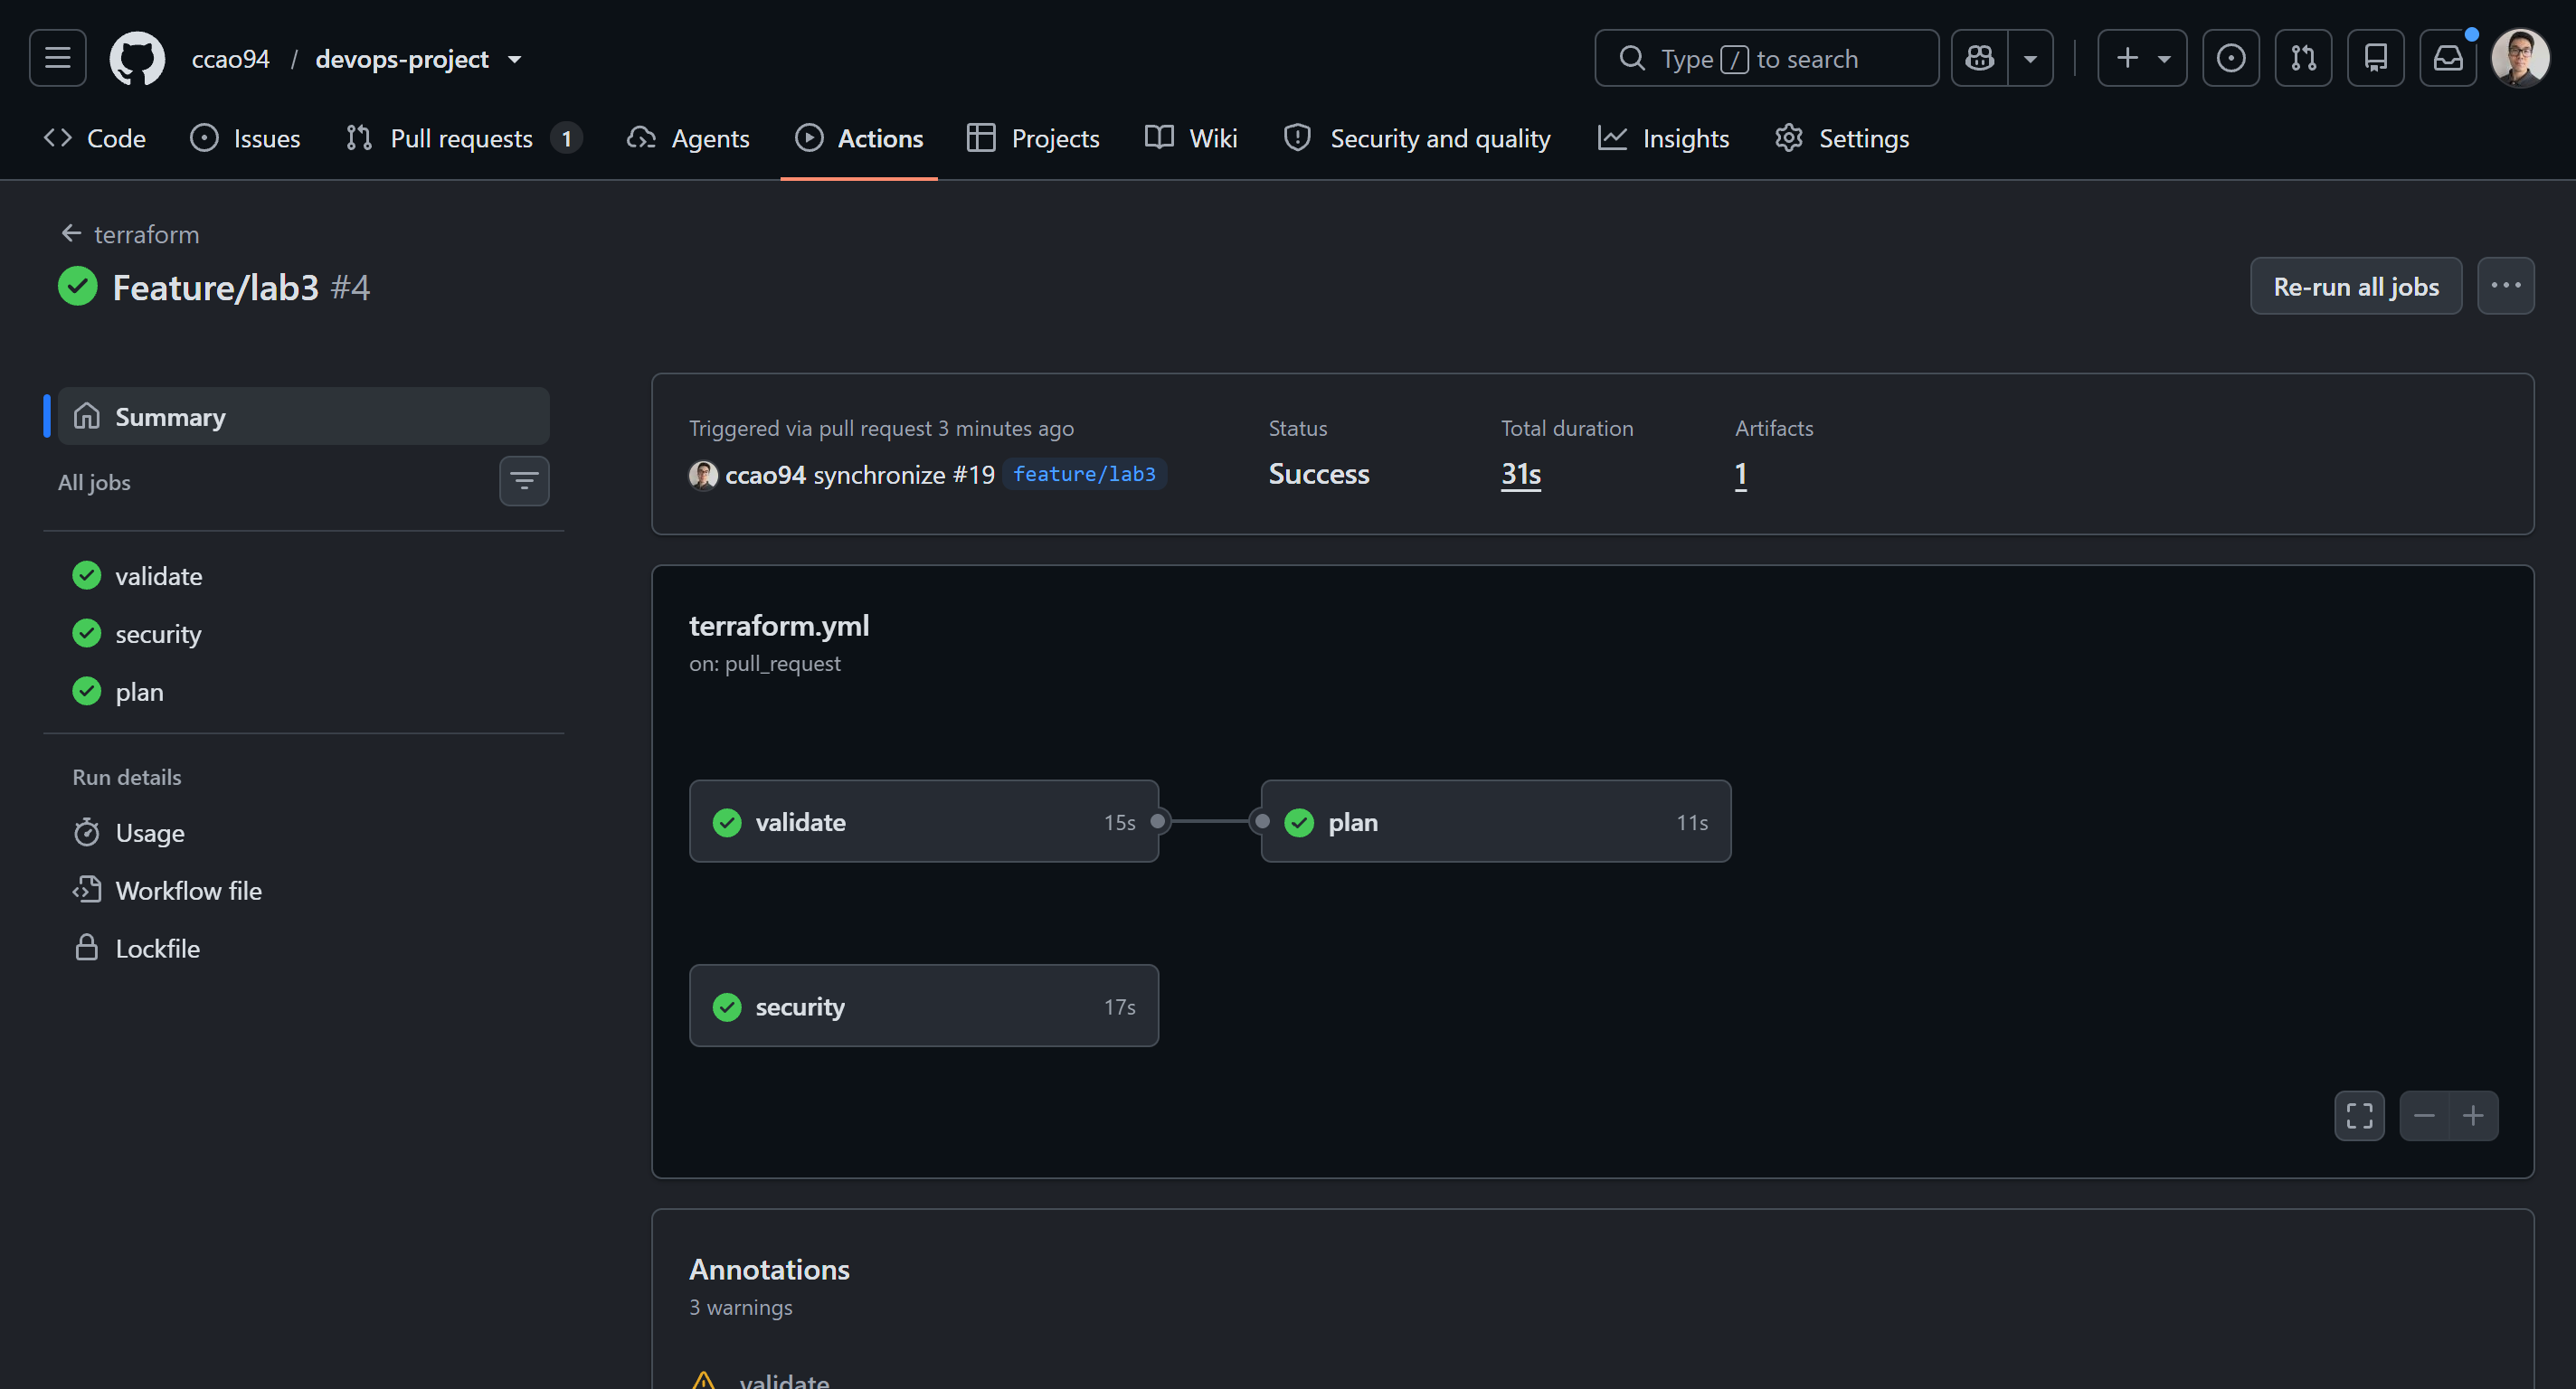 ccao94 / devops-project
Type / to search
Code
Issues
Pull requests 1
Agents
Actions
Projects
Wiki
Security and quality
Insights
Settings
terraform
Feature/lab3 #4
Re-run all jobs
Summary
All jobs
validate
security
plan
Run details
Usage
Workflow file
Lockfile
Triggered via pull request 3 minutes ago
ccao94 synchronize #19 feature/lab3
Status
Success
Total duration
31s
Artifacts
1
terraform.yml
on: pull_request
validate 15s
plan 11s
security 17s
Annotations
3 warnings
validate